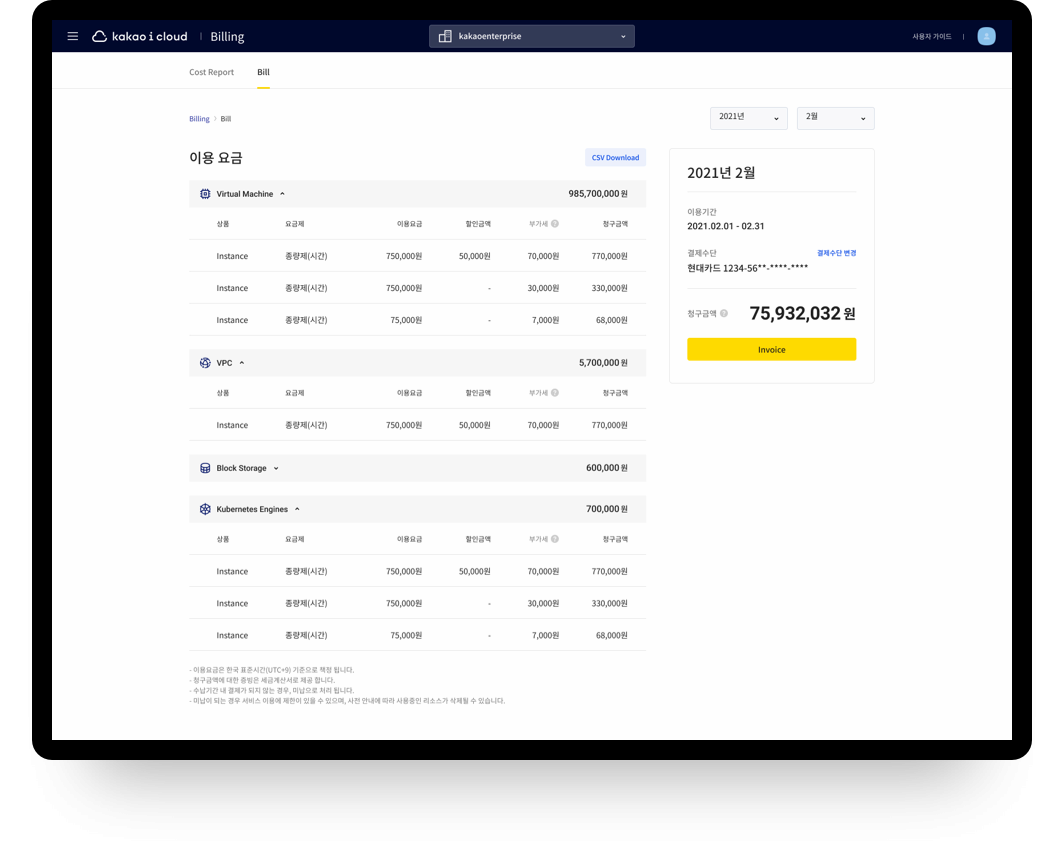 kakao i cloud | Billing
kakaoenterprise
사용자 가이드 |
Cost Report Bill
Billing > Bill
2021년 2월
이용 요금
CSV Download
Virtual Machine 985,700,000 원
상품 요금제 이용요금 할인금액 부가세 ? 청구금액
Instance 종량제(시간) 750,000원 50,000원 70,000원 770,000원
Instance 종량제(시간) 750,000원 - 30,000원 330,000원
Instance 종량제(시간) 75,000원 - 7,000원 68,000원
VPC 5,700,000 원
상품 요금제 이용요금 할인금액 부가세 ? 청구금액
Instance 종량제(시간) 750,000원 50,000원 70,000원 770,000원
Block Storage 600,000 원
Kubernetes Engines 700,000 원
상품 요금제 이용요금 할인금액 부가세 ? 청구금액
Instance 종량제(시간) 750,000원 50,000원 70,000원 770,000원
Instance 종량제(시간) 750,000원 - 30,000원 330,000원
Instance 종량제(시간) 75,000원 - 7,000원 68,000원
- 이용요금은 한국 표준시간(UTC+9) 기준으로 책정 됩니다.
- 청구금액에 대한 증빙은 세금계산서로 제공 합니다.
- 수납기간 내 결제가 되지 않는 경우, 미납으로 처리 됩니다.
- 미납이 되는 경우 서비스 이용에 제한이 있을 수 있으며, 사전 안내에 따라 사용중인 리소스가 삭제될 수 있습니다.
2021년 2월
이용기간
2021.02.01 - 02.31
결제수단 결제수단 변경
현대카드 1234-56**-****-****
청구금액 ? 75,932,032 원
Invoice